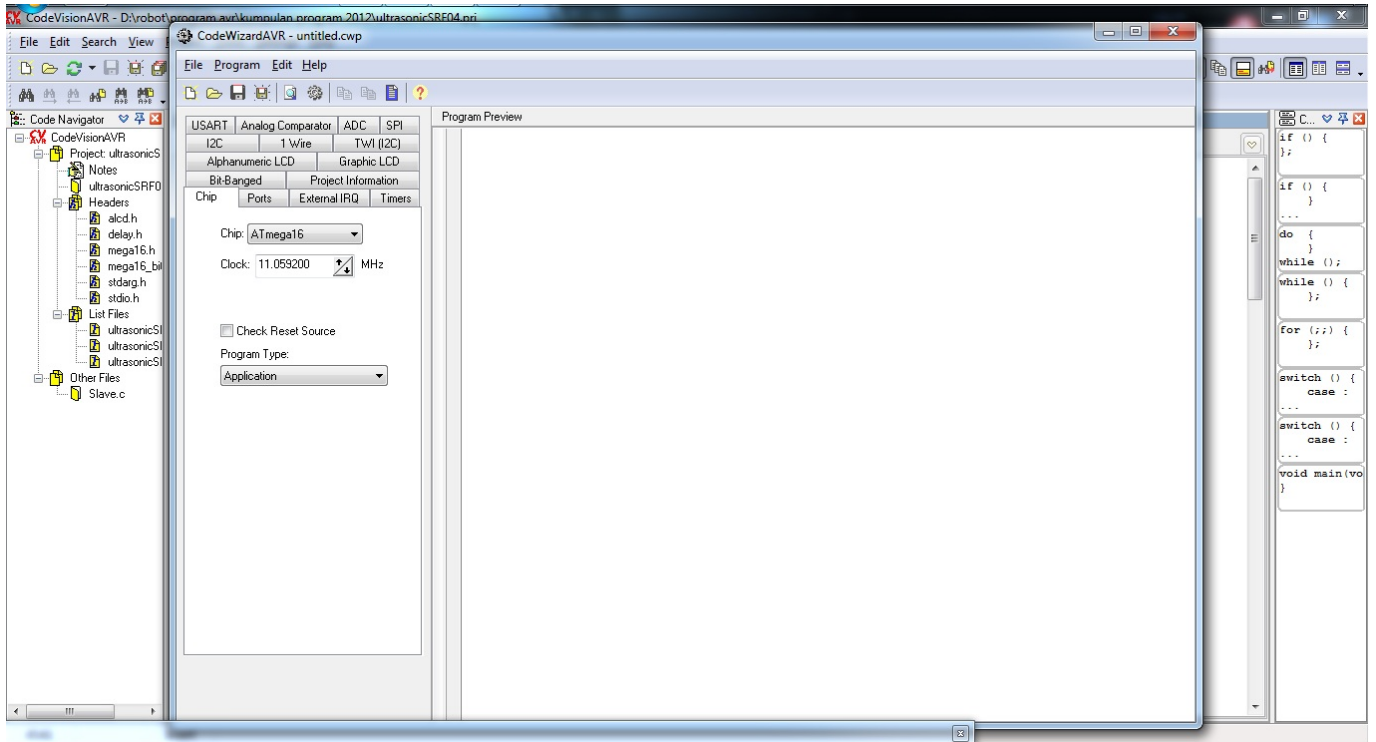 CodeVisionAVR - D:\robot\program avr\kumpulan program 2012\ultrasonicSRF04.prj
File Edit Search View
CodeWizardAVR - untitled.cwp
File Program Edit Help
Code Navigator
CodeVisionAVR
Project: ultrasonicS
Notes
ultrasonicSRF0
Headers
alcd.h
delay.h
mega16.h
mega16_bi
stdarg.h
stdio.h
List Files
ultrasonicSI
ultrasonicSI
ultrasonicSI
Other Files
Slave.c
USART Analog Comparator ADC SPI
I2C 1 Wire TWI (I2C)
Alphanumeric LCD Graphic LCD
Bit-Banged Project Information
Chip Ports External IRQ Timers
Chip: ATmega16
Clock: 11.059200 MHz
Check Reset Source
Program Type:
Application
Program Preview
C...
if () {
};
if () {
}
...
do {
}
while ();
while () {
};
for (;;) {
};
switch () {
case :
...
switch () {
case :
...
void main(vo
}